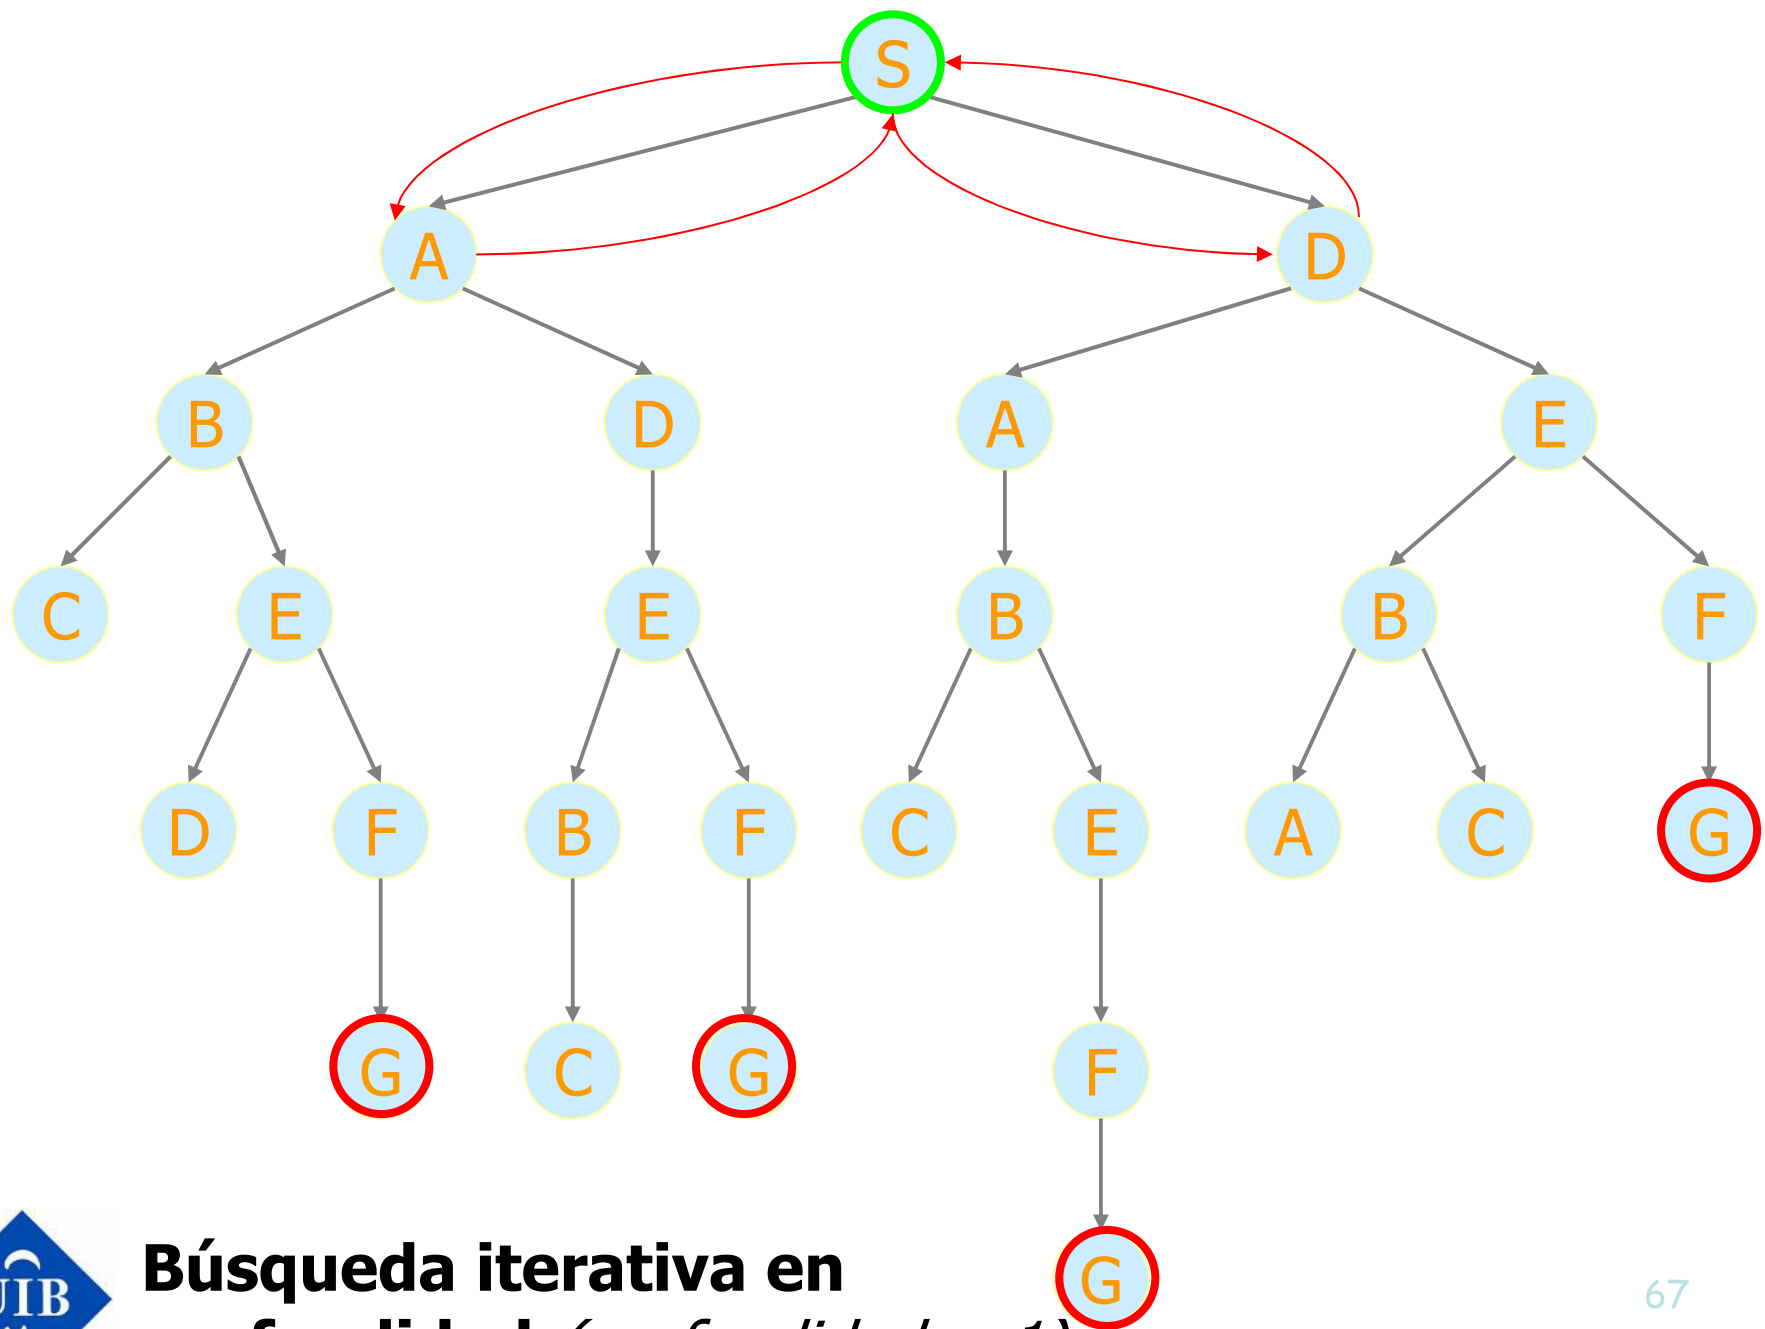 S
A D
B D A E
C E E B B F
D F B F C E A C G
G C G F
G
UIB
Búsqueda iterativa en
67